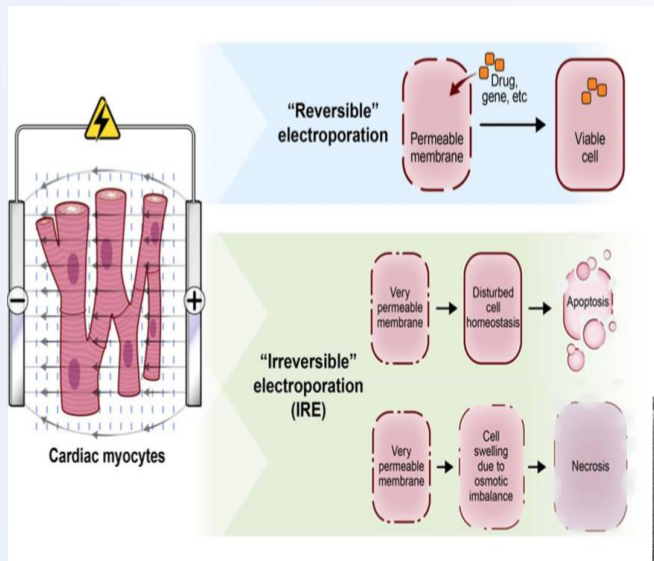 “Reversible”
electroporation
Permeable
membrane
Drug,
gene, etc
Viable
cell
−
+
Cardiac myocytes
“Irreversible”
electroporation
(IRE)
Very
permeable
membrane
Disturbed
cell
homeostasis
Apoptosis
Very
permeable
membrane
Cell
swelling
due to
osmotic
imbalance
Necrosis